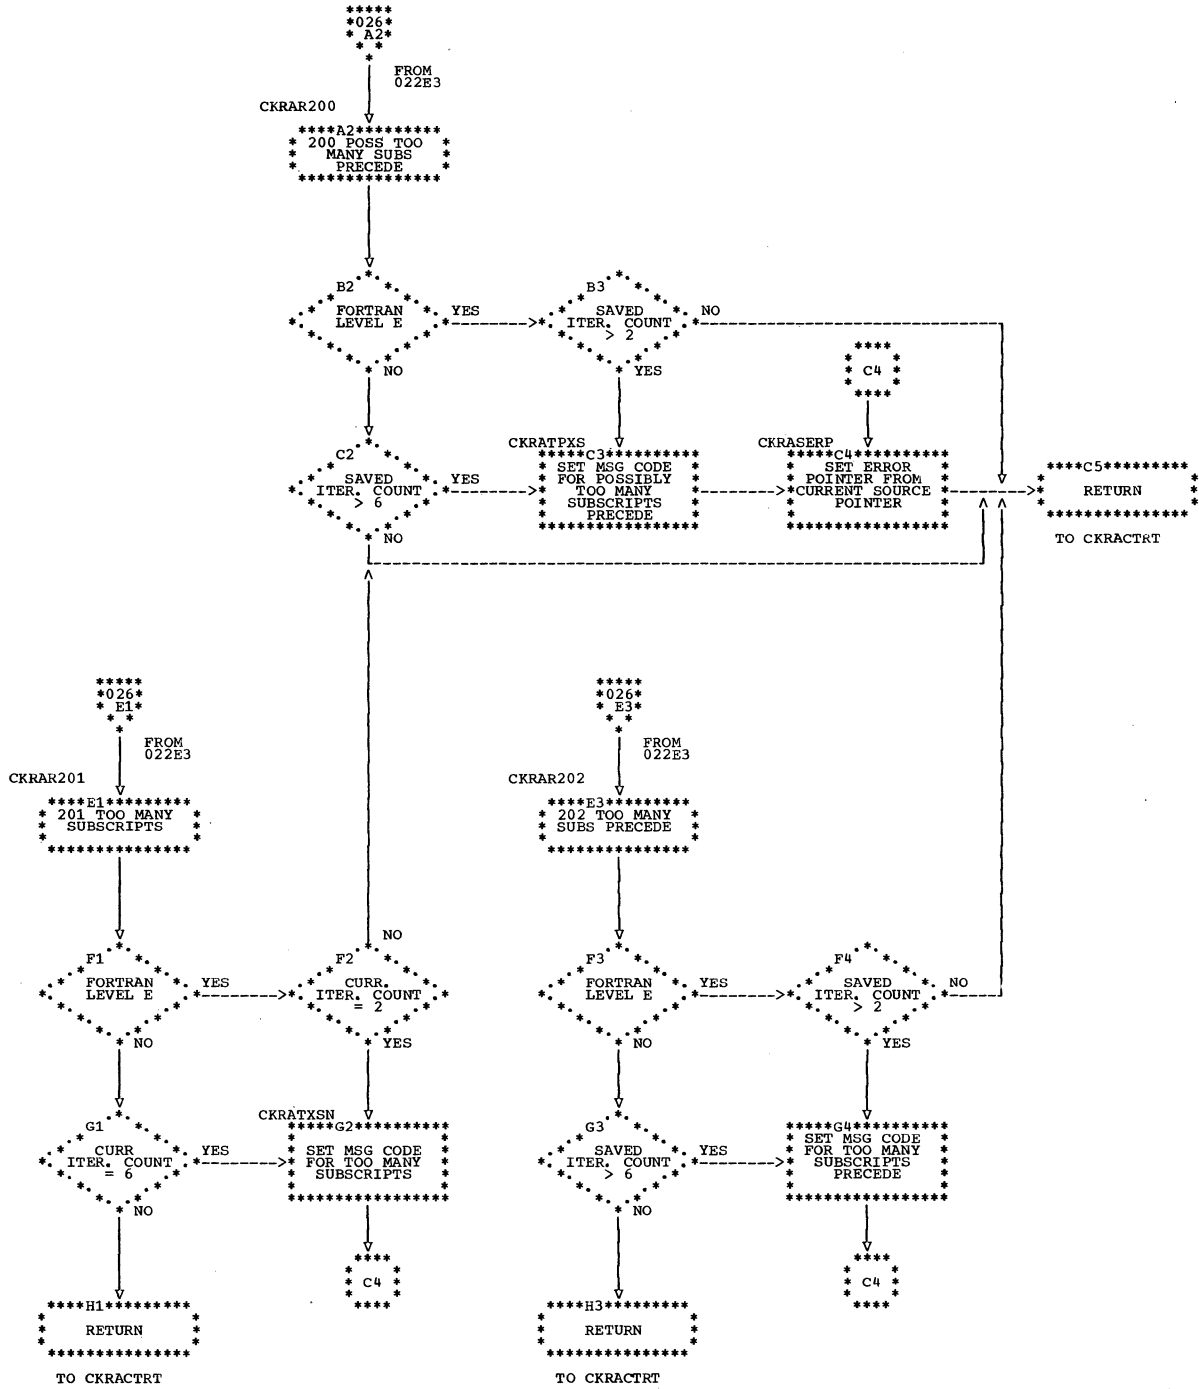 026
A2
FROM
022E3
CKRAR200
A2
200 POSS TOO
MANY SUBS
PRECEDE
B2
FORTRAN
LEVEL E
YES
NO
B3
SAVED
ITER. COUNT
> 2
NO
YES
C4
C2
SAVED
ITER. COUNT
> 6
YES
NO
CKRATPXS
C3
SET MSG CODE
FOR POSSIBLY
TOO MANY
SUBSCRIPTS
PRECEDE
CKRASERP
C4
SET ERROR
POINTER FROM
CURRENT SOURCE
POINTER
C5
RETURN
TO CKRACTRT
026
E1
FROM
022E3
CKRAR201
E1
201 TOO MANY
SUBSCRIPTS
026
E3
FROM
022E3
CKRAR202
E3
202 TOO MANY
SUBS PRECEDE
F1
FORTRAN
LEVEL E
YES
NO
NO
F2
CURR.
ITER. COUNT
= 2
YES
F3
FORTRAN
LEVEL E
YES
NO
F4
SAVED
ITER. COUNT
> 2
NO
YES
G1
CURR
ITER. COUNT
= 6
YES
NO
CKRATXSN
G2
SET MSG CODE
FOR TOO MANY
SUBSCRIPTS
G3
SAVED
ITER. COUNT
> 6
YES
NO
G4
SET MSG CODE
FOR TOO MANY
SUBSCRIPTS
PRECEDE
C4
C4
H1
RETURN
TO CKRACTRT
H3
RETURN
TO CKRACTRT